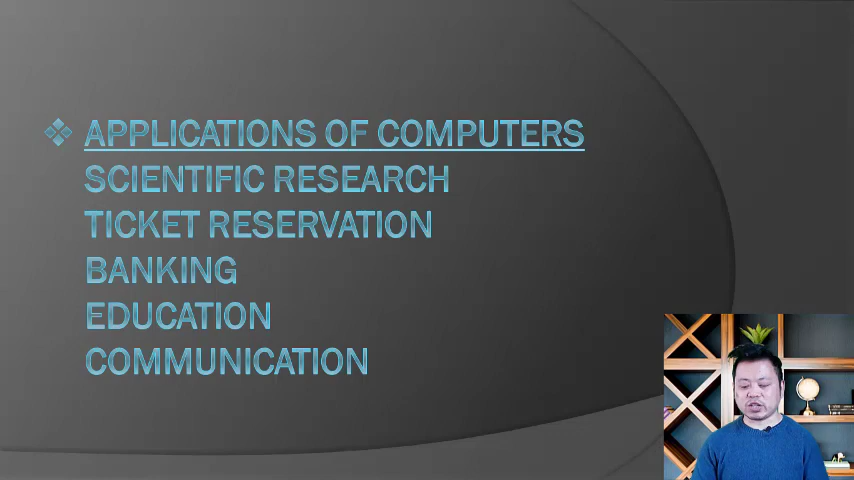 APPLICATIONS OF COMPUTERS
SCIENTIFIC RESEARCH
TICKET RESERVATION
BANKING
EDUCATION
COMMUNICATION